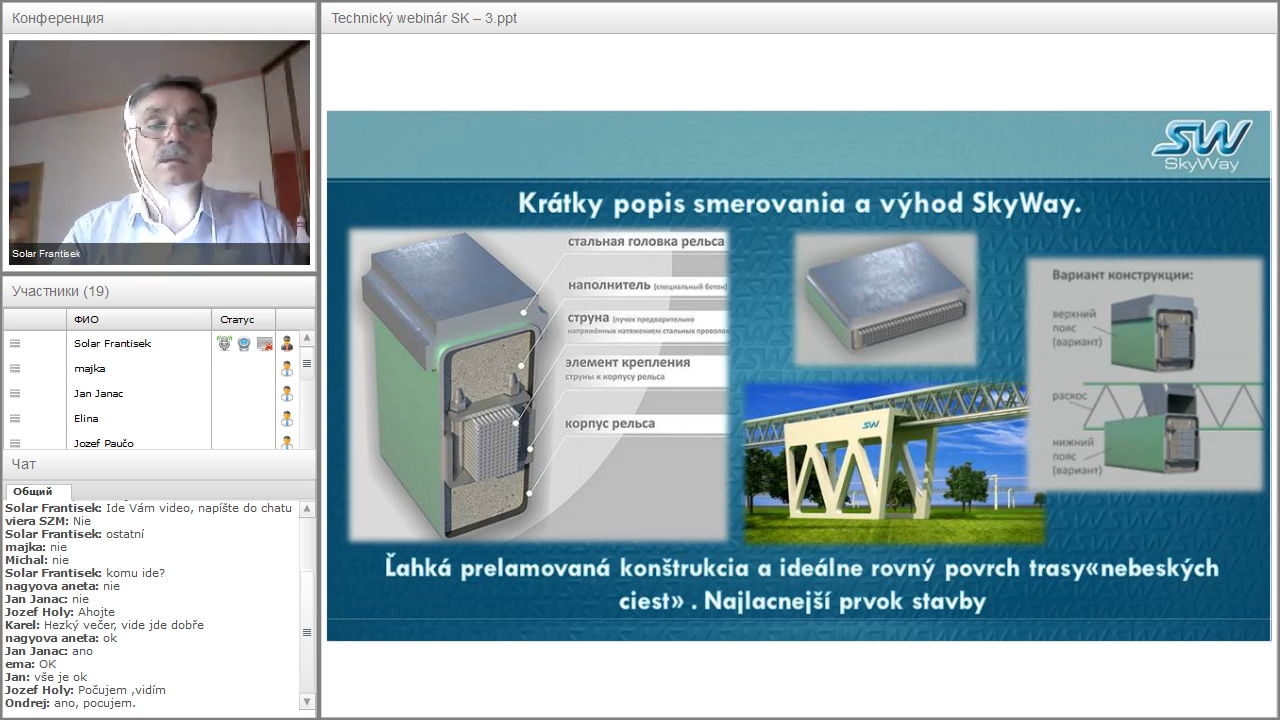 Конференция
Solar Frantisek
Участники (19)
ФИО
Статус
Solar Frantisek
majka
Jan Janac
Elina
Jozef Paučo
Чат
Общий
Solar Frantisek: Ide Vám video, napíšte do chatu
viera SZM: Nie
Solar Frantisek: ostatní
majka: nie
Michal: nie
Solar Frantisek: komu ide?
nagyova aneta: nie
Jan Janac: nie
Jozef Holy: Ahojte
Karel: Hezký večer, vide jde dobře
nagyova aneta: ok
Jan Janac: ano
ema: OK
Jan: vše je ok
Jozef Holy: Počujem ,vidím
Ondrej: ano, pocujem.
Technický webinár SK – 3.ppt
SW
SkyWay
Krátky popis smerovania a výhod SkyWay.
стальная головка рельса
наполнитель (специальный бетон)
струна (пучок предварительно
напряжённых натяжением стальных проволок
элемент крепления
струны к корпусу рельса
корпус рельса
SW
Вариант конструкции:
верхний
пояс
(вариант)
раскос
нижний
пояс
(вариант)
Ľahká prelamovaná konštrukcia a ideálne rovný povrch trasy«nebeských
ciest» . Najlacnejší prvok stavby